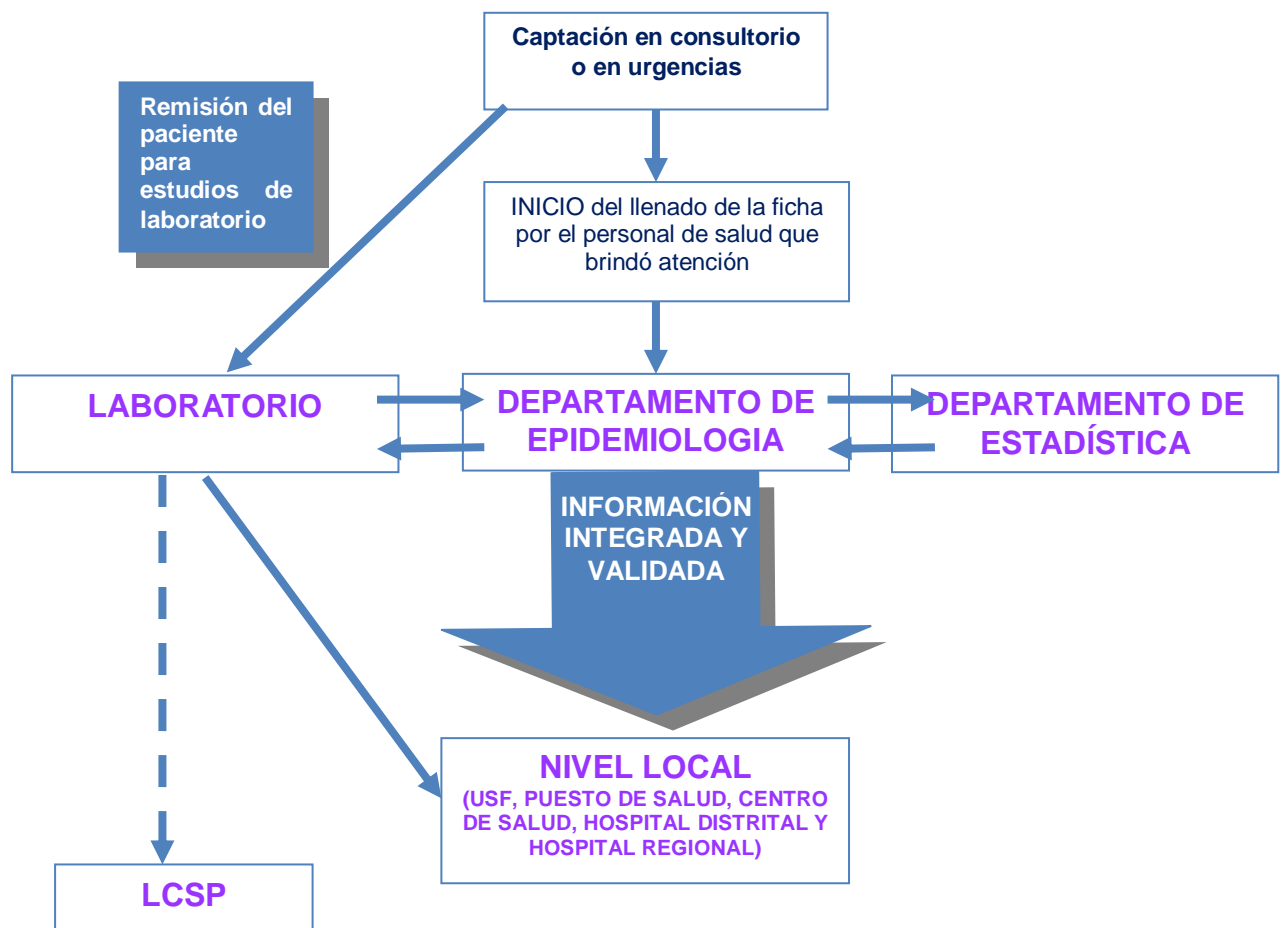 Captación en consultorio
o en urgencias
Remisión del
paciente
para
estudios de
laboratorio
INICIO del llenado de la ficha
por el personal de salud que
brindó atención
LABORATORIO
DEPARTAMENTO DE
EPIDEMIOLOGIA
DEPARTAMENTO DE
ESTADÍSTICA
INFORMACIÓN
INTEGRADA Y
VALIDADA
NIVEL LOCAL
(USF, PUESTO DE SALUD, CENTRO
DE SALUD, HOSPITAL DISTRITAL Y
HOSPITAL REGIONAL)
LCSP